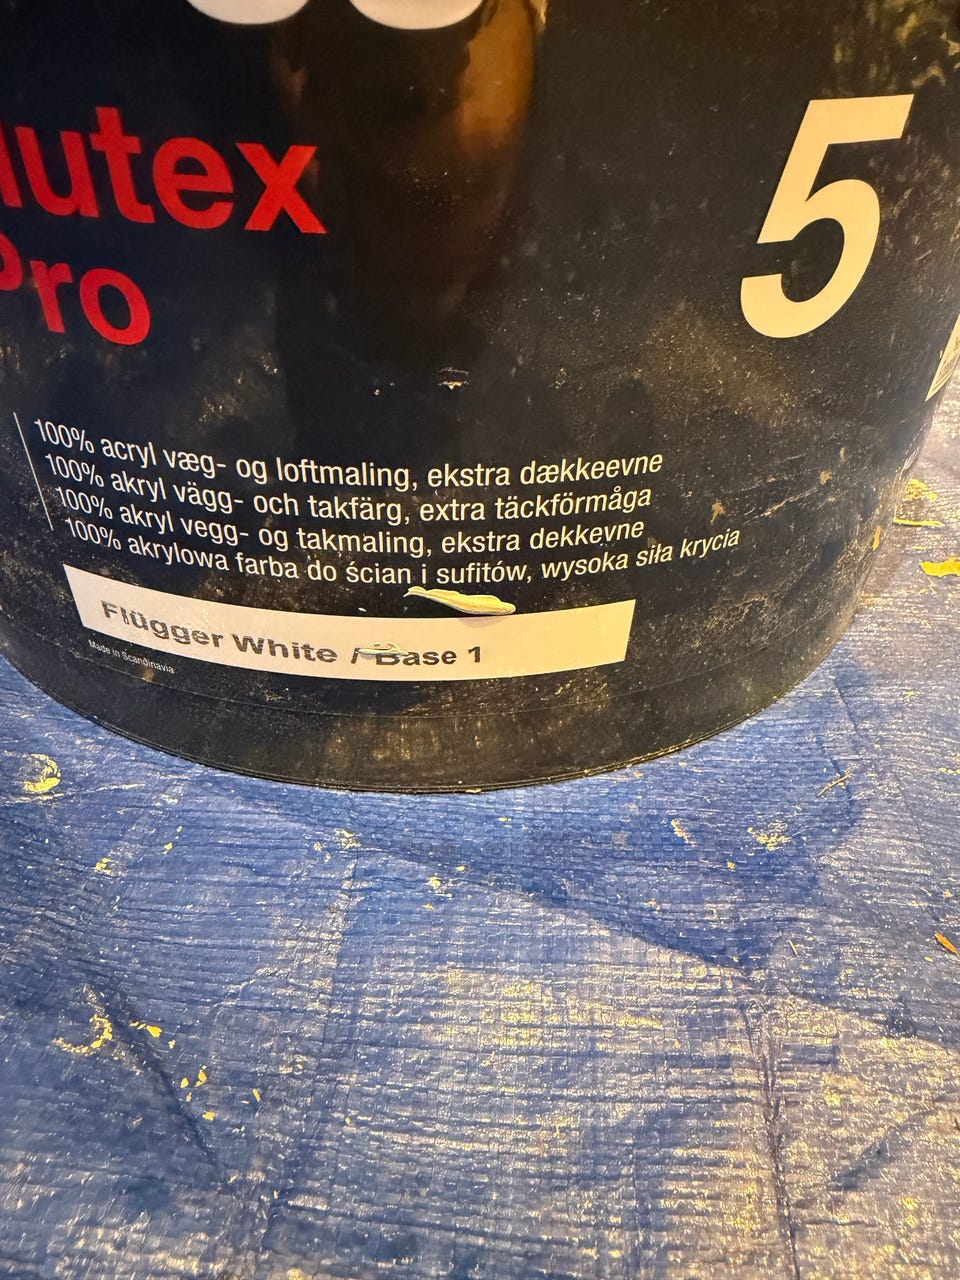 lutex
Pro
5
100% acryl væg- og loftmaling, ekstra dækkeevne
100% akryl vägg- och takfärg, extra täckförmåga
100% akryl vegg- og takmaling, ekstra dekkevne
100% akrylowa farba do ścian i sufitów, wysoka siła krycia
Flügger White / Base 1
Made in Scandinavia